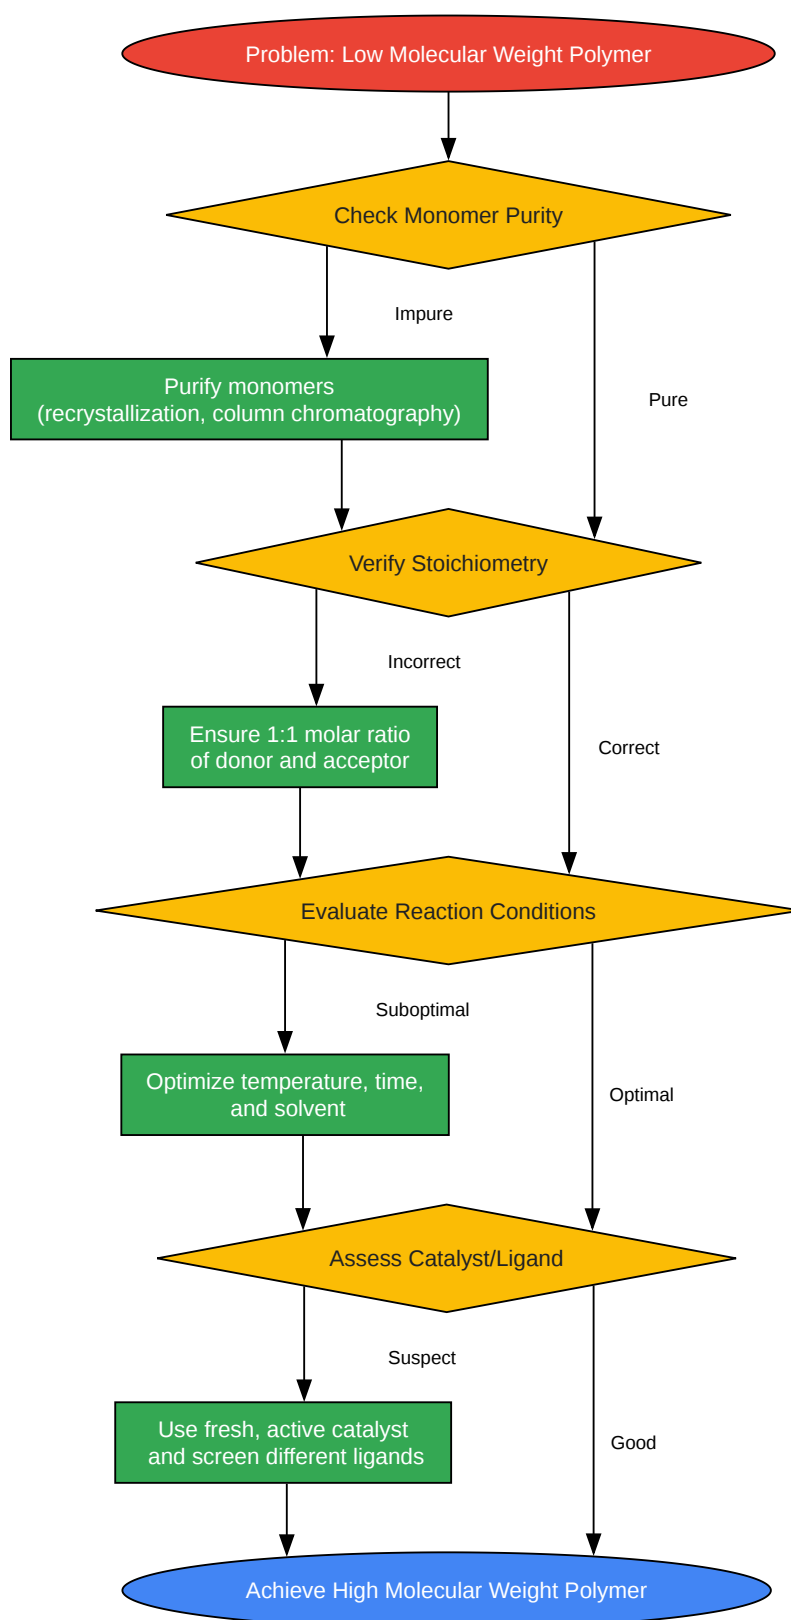 Problem: Low Molecular Weight Polymer
Check Monomer Purity
Impure
Purify monomers
(recrystallization, column chromatography)
Pure
Verify Stoichiometry
Incorrect
Ensure 1:1 molar ratio
of donor and acceptor
Correct
Evaluate Reaction Conditions
Suboptimal
Optimize temperature, time,
and solvent
Optimal
Assess Catalyst/Ligand
Suspect
Use fresh, active catalyst
and screen different ligands
Good
Achieve High Molecular Weight Polymer